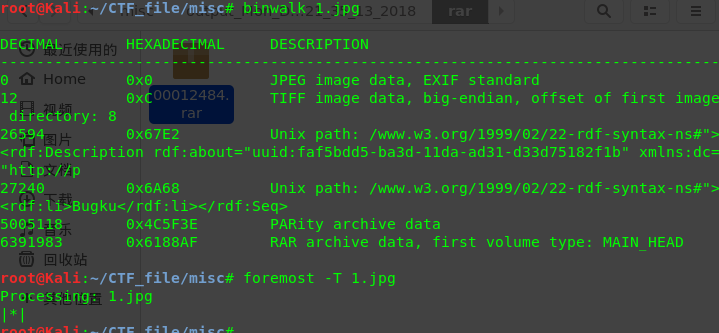 root@Kali:~/CTF_file/misc# binwalk 1.jpg
rar
DECIMAL HEXADECIMAL DESCRIPTION
--------------------------------------------------------------------------------
最近使用的
0 0x0 JPEG image data, EXIF standard
Home
12 0xC TIFF image data, big-endian, offset of first image
directory: 8
00012484.
rar
视频
26594 0x67E2 Unix path: /www.w3.org/1999/02/22-rdf-syntax-ns#">
图片
<rdf:Description rdf:about="uuid:faf5bdd5-ba3d-11da-ad31-d33d75182f1b" xmlns:dc=
"http://p
27240 0x6A68 Unix path: /www.w3.org/1999/02/22-rdf-syntax-ns#">
<rdf:li>Bugku</rdf:li></rdf:Seq>
下载
5005118 0x4C5F3E PARity archive data
音乐
6391983 0x6188AF RAR archive data, first volume type: MAIN_HEAD
回收站
root@Kali:~/CTF_file/misc# foremost -T 1.jpg
Processing: 1.jpg
|*|
root@Kali:~/CTF_file/misc#